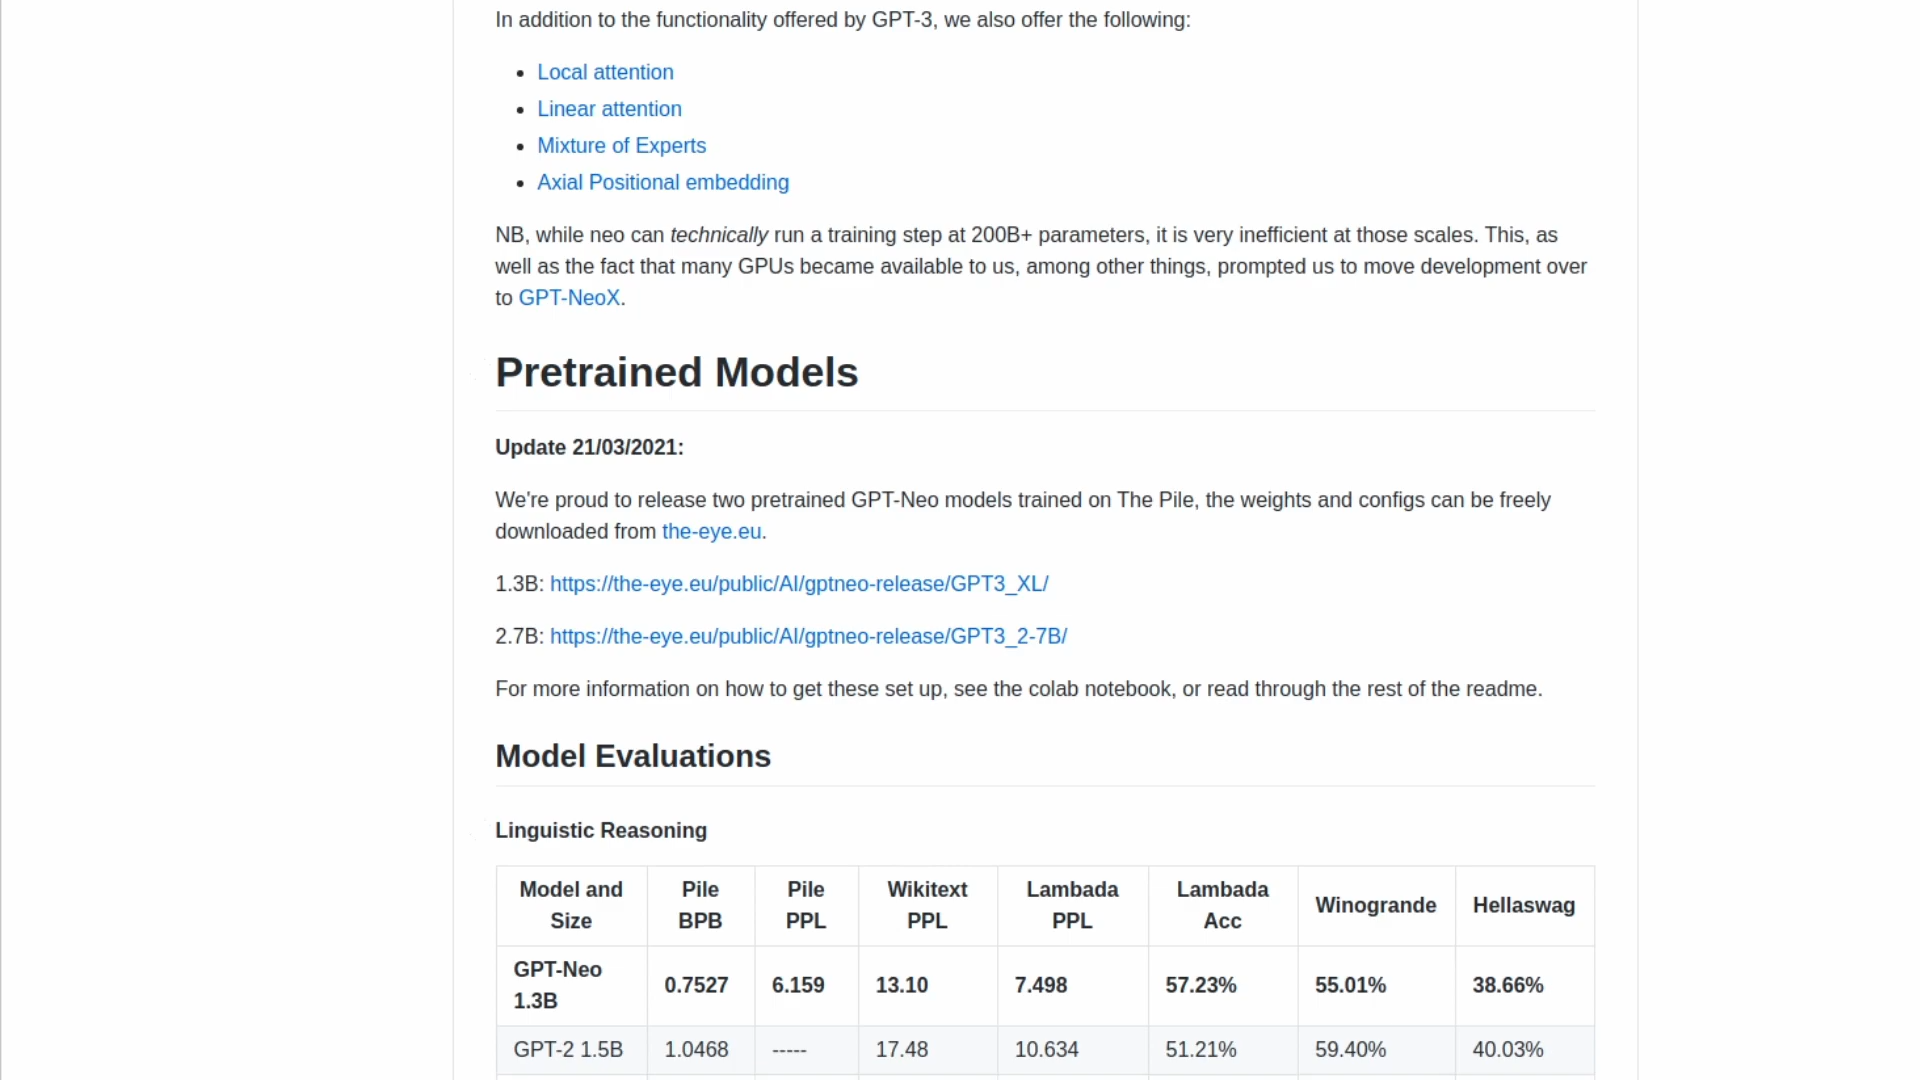 In addition to the functionality offered by GPT-3, we also offer the following:
Local attention
Linear attention
Mixture of Experts
Axial Positional embedding
NB, while neo can technically run a training step at 200B+ parameters, it is very inefficient at those scales. This, as
well as the fact that many GPUs became available to us, among other things, prompted us to move development over
to GPT-NeoX.
Pretrained Models
Update 21/03/2021:
We're proud to release two pretrained GPT-Neo models trained on The Pile, the weights and configs can be freely
downloaded from the-eye.eu.
1.3B: https://the-eye.eu/public/AI/gptneo-release/GPT3_XL/
2.7B: https://the-eye.eu/public/AI/gptneo-release/GPT3_2-7B/
For more information on how to get these set up, see the colab notebook, or read through the rest of the readme.
Model Evaluations
Linguistic Reasoning
Model and Size Pile BPB Pile PPL Wikitext PPL Lambada PPL Lambada Acc Winogrande Hellaswag
GPT-Neo 1.3B 0.7527 6.159 13.10 7.498 57.23% 55.01% 38.66%
GPT-2 1.5B 1.0468 ----- 17.48 10.634 51.21% 59.40% 40.03%